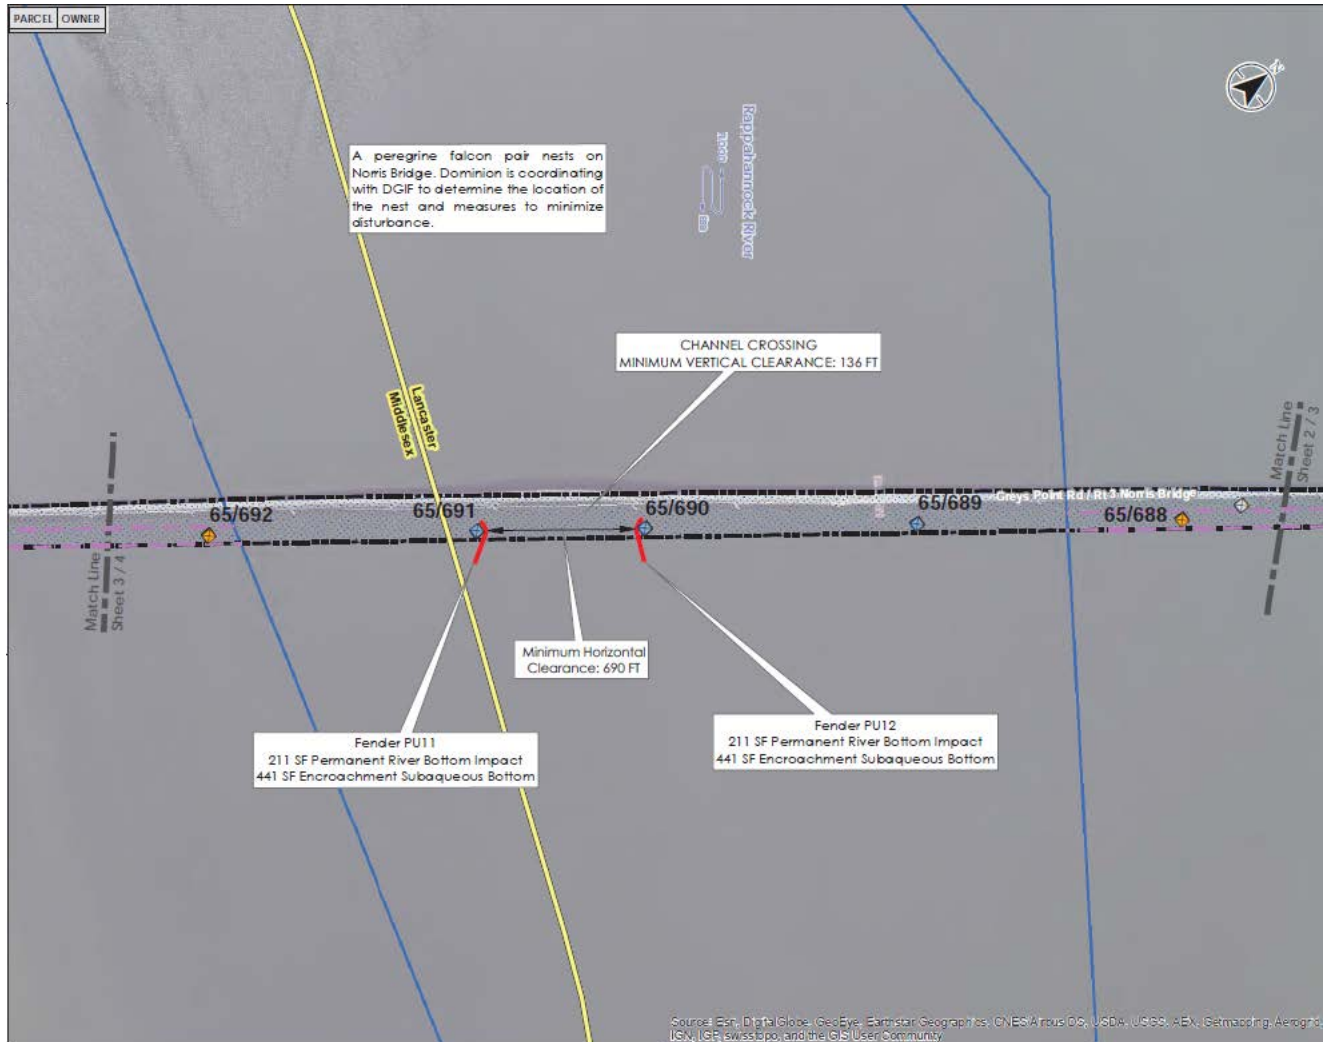 PARCEL OWNER
A peregrine falcon pair nests on
Norris Bridge. Dominion is coordinating
with DGIF to determine the location of
the nest and measures to minimize
disturbance.
Rappahannock River
Flood
Ebb
CHANNEL CROSSING
MINIMUM VERTICAL CLEARANCE: 136 FT
Lancaster
Middlesex
Match Line
Sheet 2 / 3
Greys Point Rd / Rt 3 Norris Bridge
65/692
65/691
65/690
65/689
65/688
Match Line
Sheet 3 / 4
Minimum Horizontal
Clearance: 690 FT
Fender PU11
211 SF Permanent River Bottom Impact
441 SF Encroachment Subaqueous Bottom
Fender PU12
211 SF Permanent River Bottom Impact
441 SF Encroachment Subaqueous Bottom
Source: Esri, DigitalGlobe, GeoEye, Earthstar Geographics, CNES/Airbus DS, USDA, USGS, AEX, Getmapping, Aerogrid,
IGN, IGP, swisstopo, and the GIS User Community